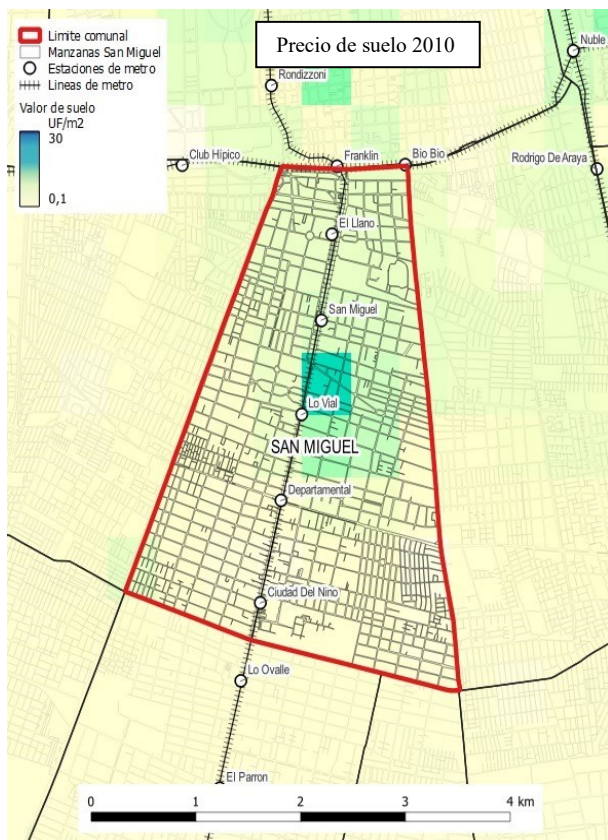 Limite comunal
Manzanas San Miguel
Estaciones de metro
Lineas de metro
Valor de suelo
UF/m2
30
0,1
Precio de suelo 2010
Nuble
Rondizzoni
Club Hipico
Franklin
Bio Bio
Rodrigo De Araya
El Llano
San Miguel
Lo Vial
SAN MIGUEL
Departamental
Ciudad Del Nino
Lo Ovalle
El Parron
0 1 2 3 4 km